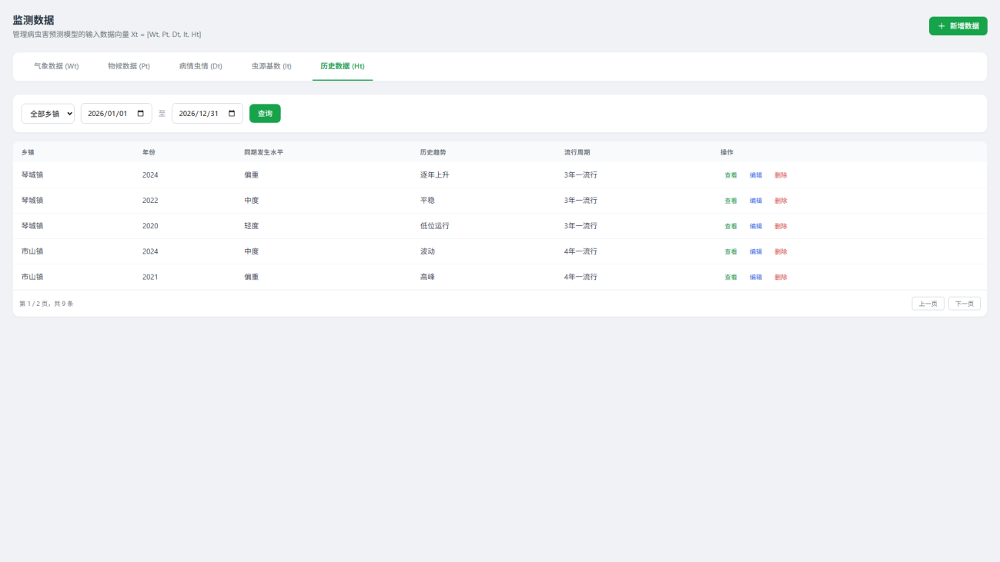 监测数据
管理病虫害预测模型的输入数据向量 Xt = [Wt, Pt, Dt, It, Ht]
＋ 新增数据
气象数据 (Wt) 物候数据 (Pt) 病情虫情 (Dt) 虫源基数 (It) 历史数据 (Ht)
全部乡镇 2026/01/01 至 2026/12/31 查询
乡镇 年份 同期发生水平 历史趋势 流行周期 操作
琴城镇 2024 偏重 逐年上升 3年一流行 查看 编辑 删除
琴城镇 2022 中度 平稳 3年一流行 查看 编辑 删除
琴城镇 2020 轻度 低位运行 3年一流行 查看 编辑 删除
市山镇 2024 中度 波动 4年一流行 查看 编辑 删除
市山镇 2021 偏重 高峰 4年一流行 查看 编辑 删除
第 1 / 2 页，共 9 条 上一页 下一页